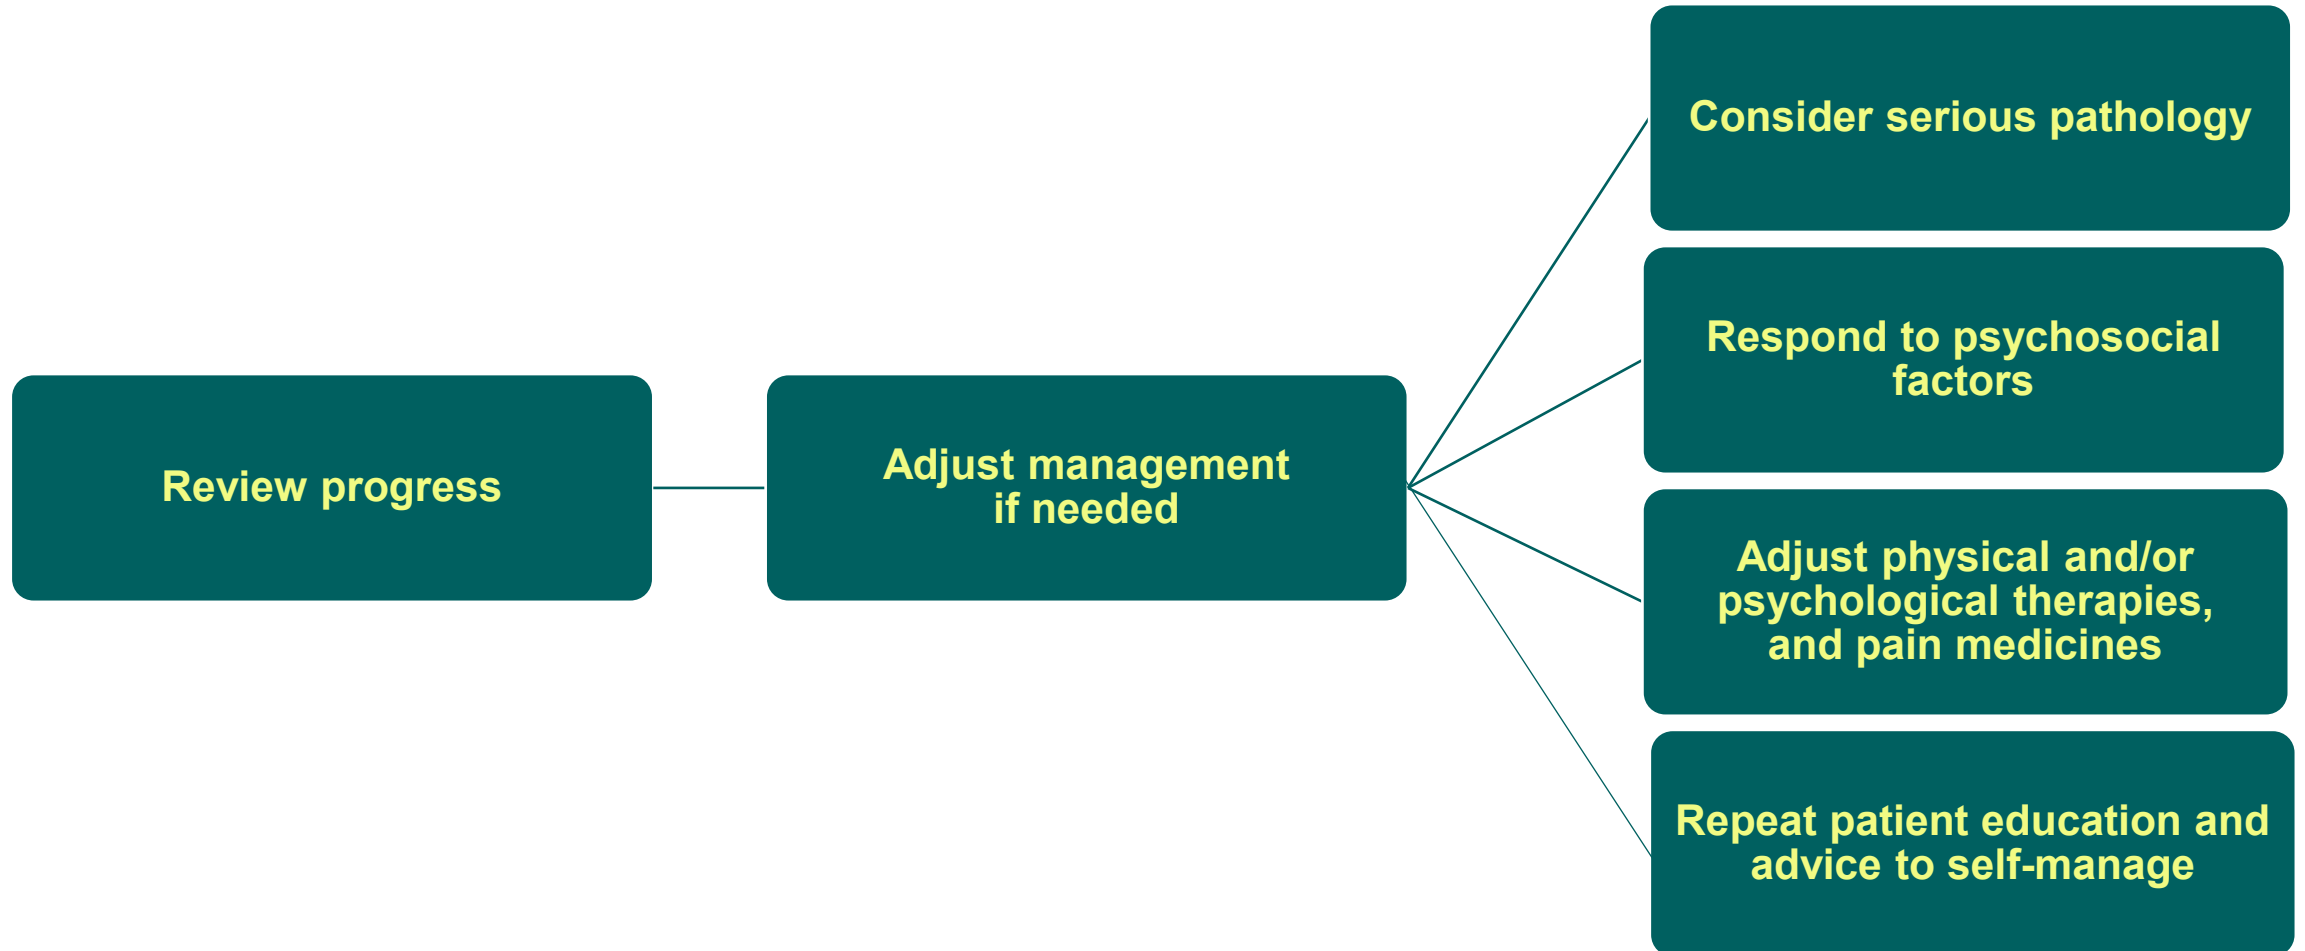 Review progress
Adjust management
if needed
Consider serious pathology
Respond to psychosocial
factors
Adjust physical and/or
psychological therapies,
and pain medicines
Repeat patient education and
advice to self-manage